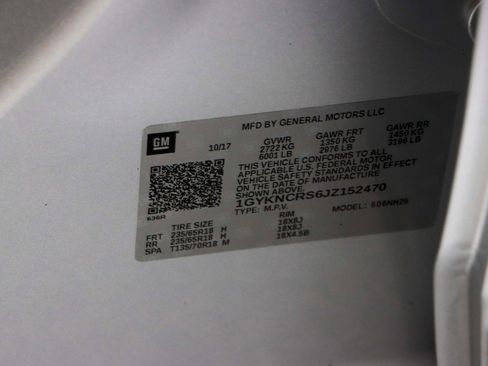 MFD BY GENERAL MOTORS LLC
GM
10/17
GVWR GAWR FRT GAWR RR
2722 KG 1350 KG 1450 KG
6001 LB 2976 LB 3196 LB
THIS VEHICLE CONFORMS TO ALL
APPLICABLE U.S. FEDERAL MOTOR
VEHICLE SAFETY STANDARDS IN EFFECT
ON THE DATE OF MANUFACTURE
SHOWN ABOVE.
1GYKNCRS6JZ152470
TYPE: M.P.V. MODEL: 606NH26
TIRE SIZE RIM
FRT 235/65R18 H 18X8J
RR 235/65R18 H 18X8J
SPA T135/70R18 M 18X4.5B